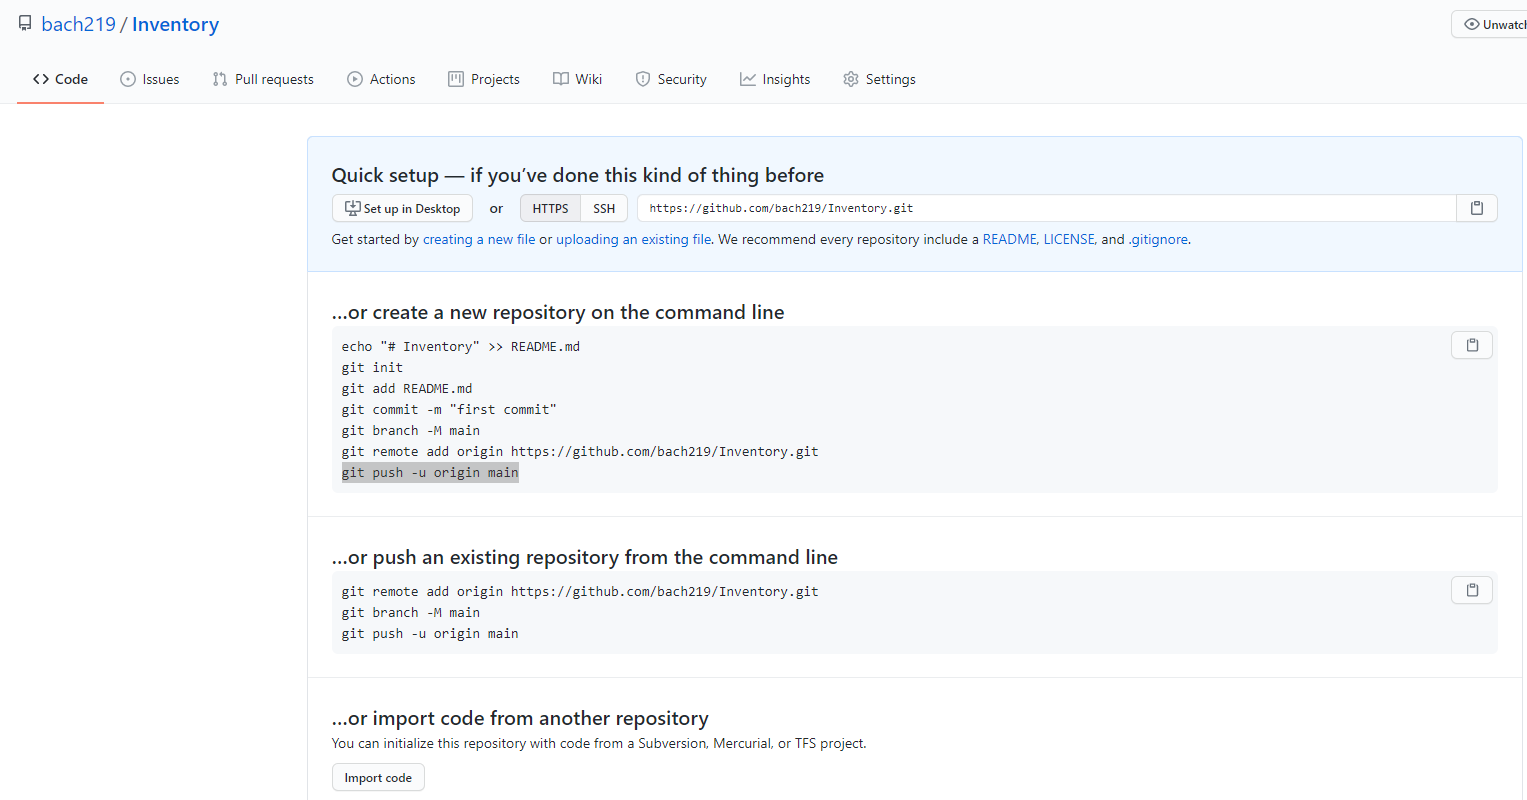 bach219 / Inventory
Unwatch
Code Issues Pull requests Actions Projects Wiki Security Insights Settings
Quick setup — if you’ve done this kind of thing before
Set up in Desktop or HTTPS SSH https://github.com/bach219/Inventory.git
Get started by creating a new file or uploading an existing file. We recommend every repository include a README, LICENSE, and .gitignore.
…or create a new repository on the command line
echo "# Inventory" >> README.md
git init
git add README.md
git commit -m "first commit"
git branch -M main
git remote add origin https://github.com/bach219/Inventory.git
git push -u origin main
…or push an existing repository from the command line
git remote add origin https://github.com/bach219/Inventory.git
git branch -M main
git push -u origin main
…or import code from another repository
You can initialize this repository with code from a Subversion, Mercurial, or TFS project.
Import code